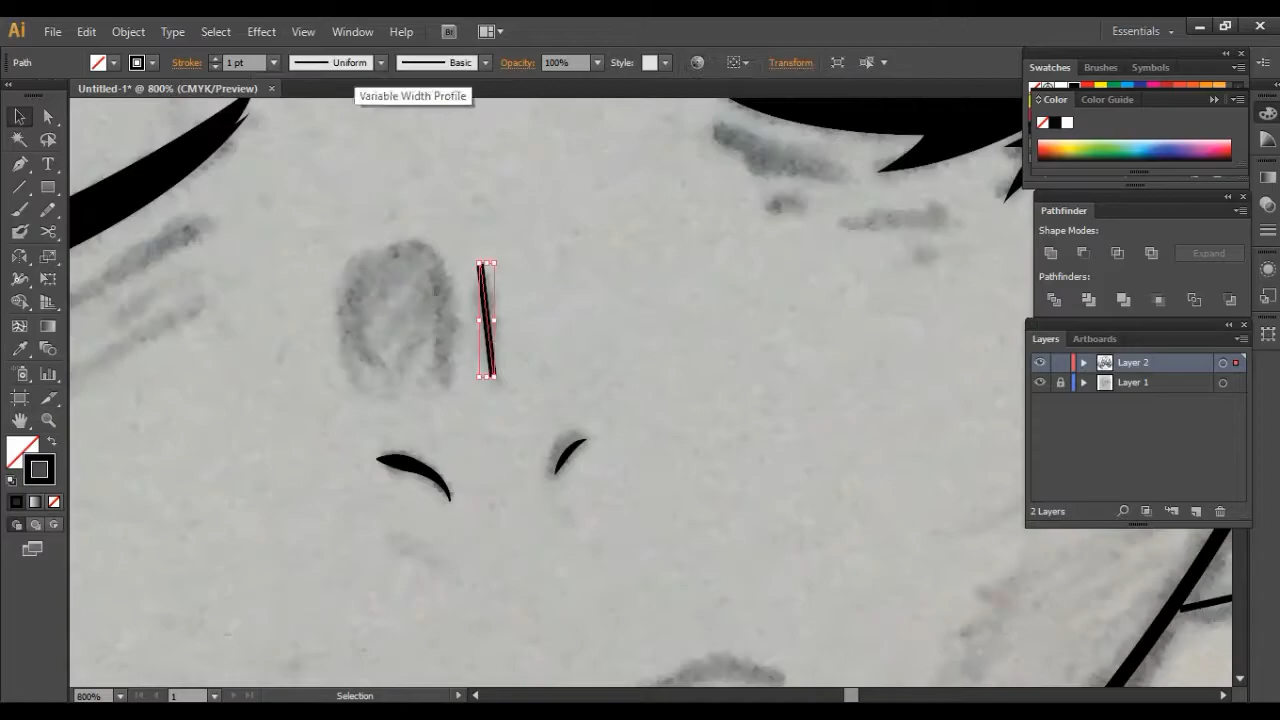 Ai File Edit Object Type Select Effect View Window Help Br Essentials
Path Stroke: 1 pt Uniform Basic Opacity: 100% Style: Transform
Untitled-1* @ 800% (CMYK/Preview)
Variable Width Profile
Swatches Brushes Symbols
Color Color Guide
Pathfinder
Shape Modes:
Expand
Pathfinders:
Layers Artboards
Layer 2
Layer 1
2 Layers
800% 1 Selection